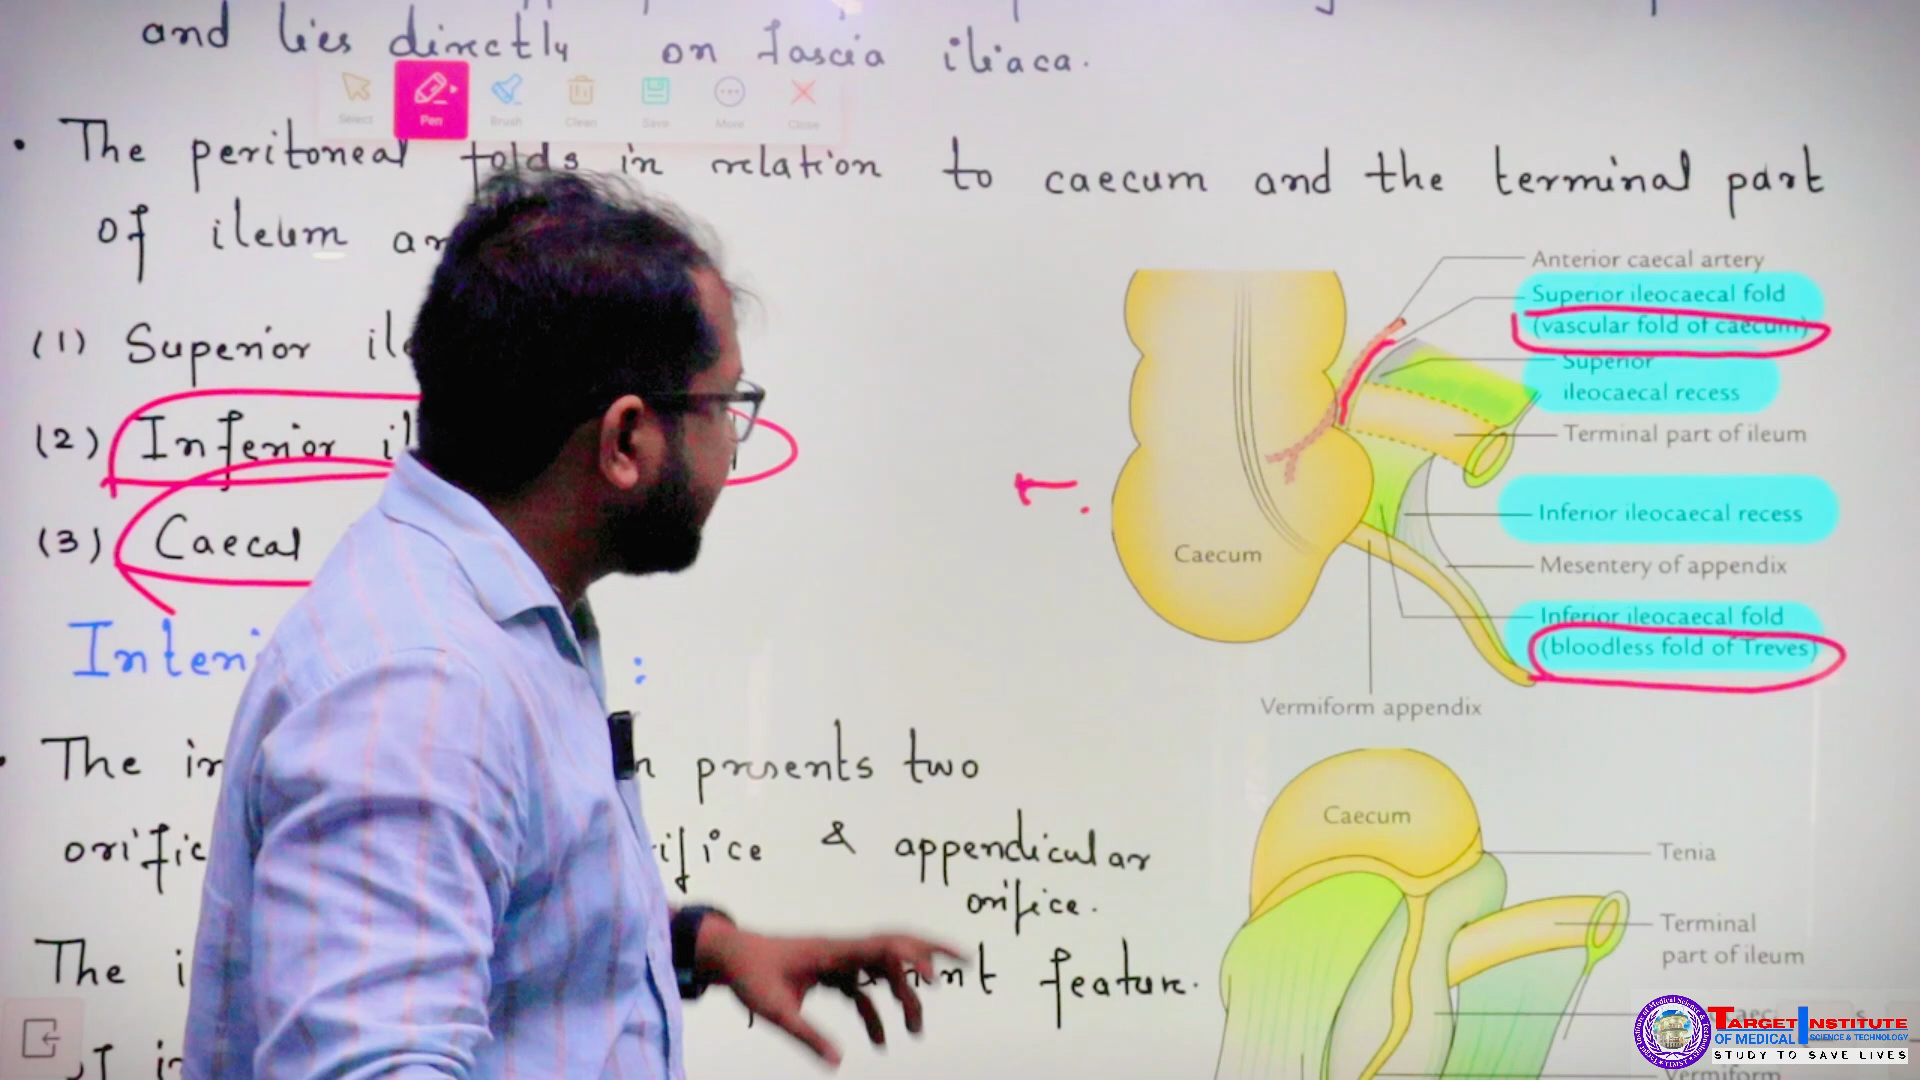 and lies directly on fascia iliaca.
Select Pen Brush Clean Save More Close
• The peritoneal folds in relation to caecum and the terminal part
of ileum
(1) Superior
(2) Inferior
(3) Caecal
:
The presents two
& appendicular
orifice.
The feature.
Anterior caecal artery
Superior ileocaecal fold
(vascular fold of caecum)
Superior
ileocaecal recess
Terminal part of ileum
Inferior ileocaecal recess
Mesentery of appendix
Inferior ileocaecal fold
(bloodless fold of Treves)
Caecum
Vermiform appendix
Caecum
Tenia
Terminal
part of ileum
Vermiform
TARGET INSTITUTE
OF MEDICAL SCIENCE & TECHNOLOGY
STUDY TO SAVE LIVES